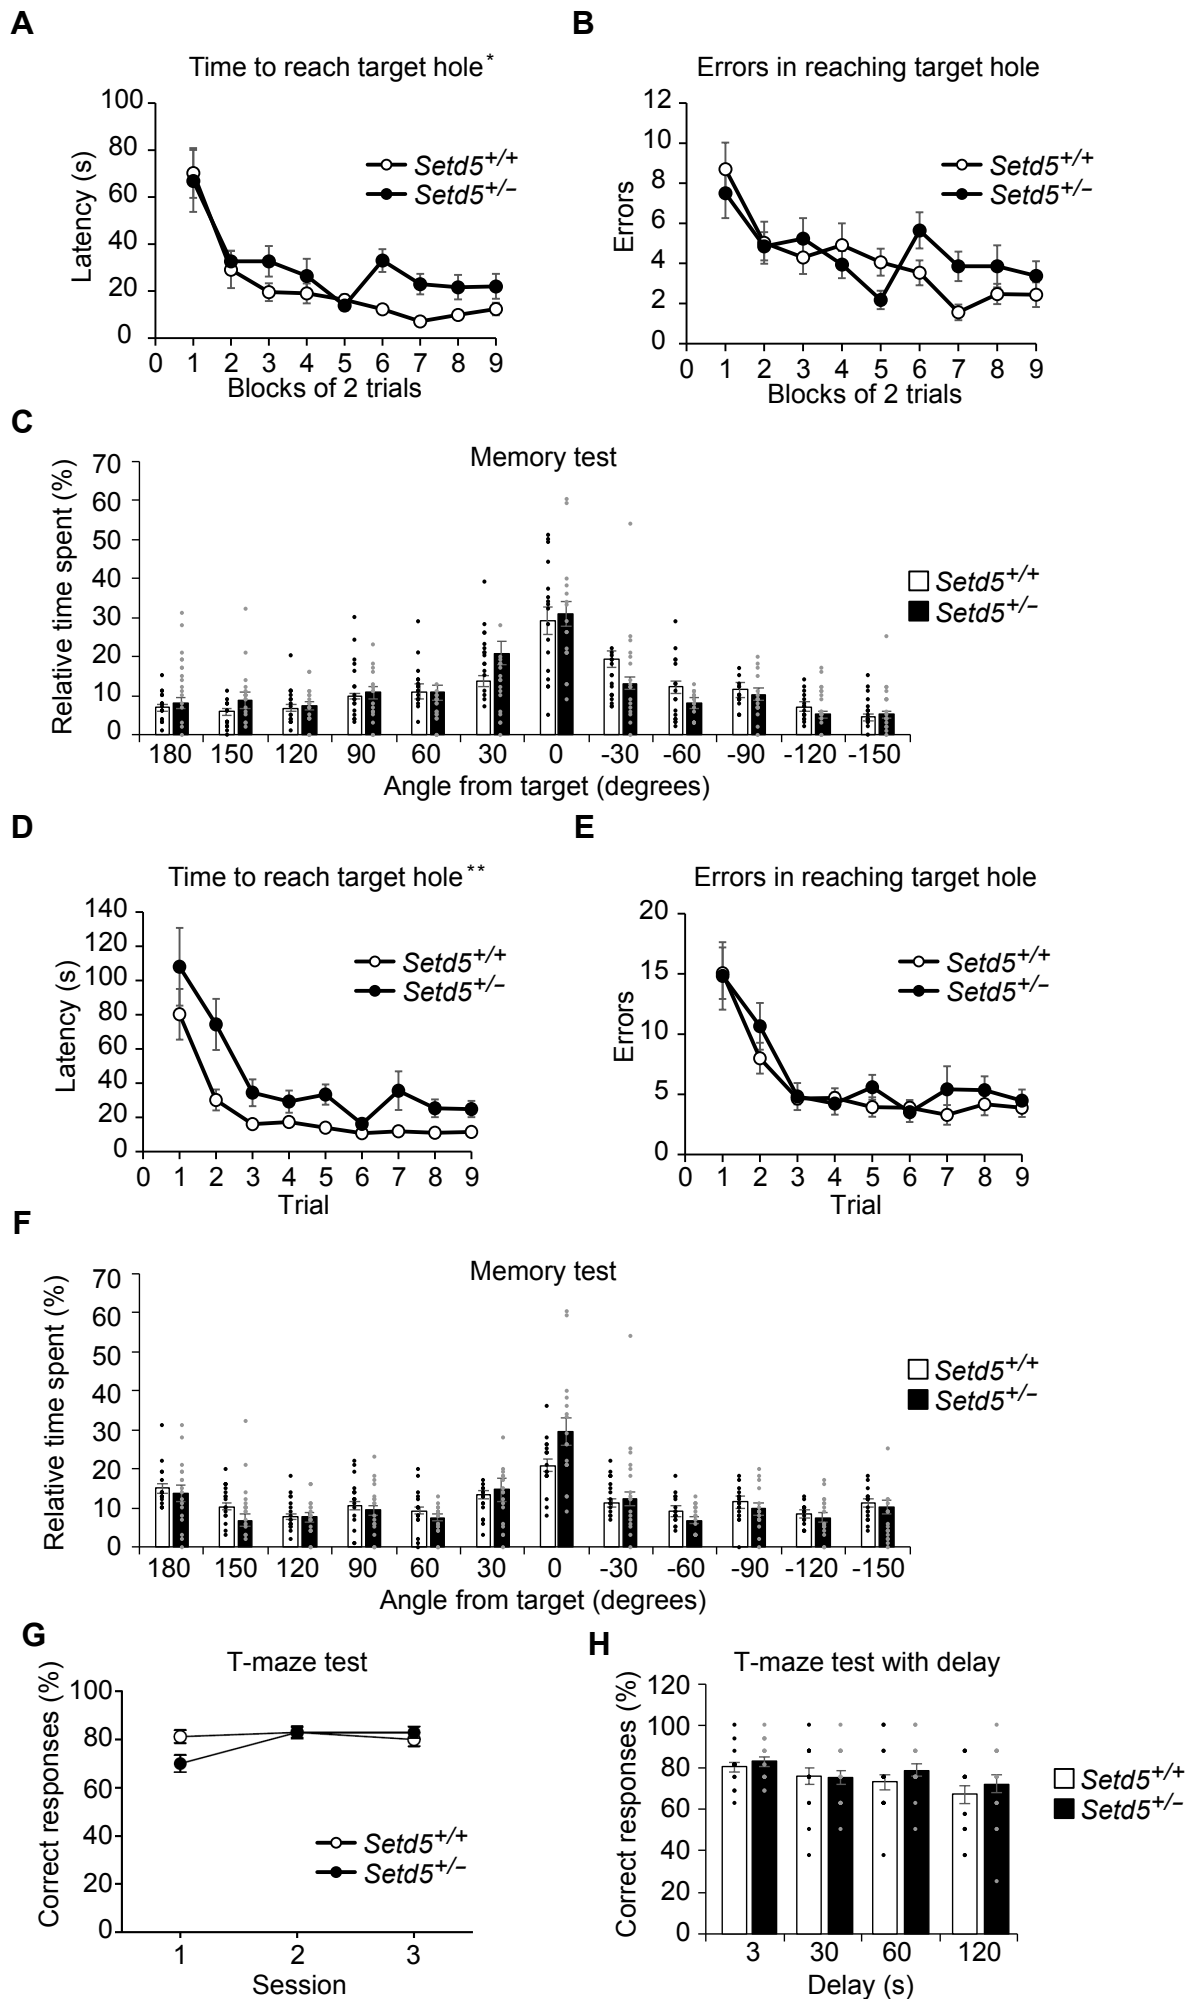 A
Time to reach target hole*
Latency (s)
100
80
60
40
20
0
0 1 2 3 4 5 6 7 8 9
Blocks of 2 trials
Setd5+/+
Setd5+/−
B
Errors in reaching target hole
Errors
12
10
8
6
4
2
0
0 1 2 3 4 5 6 7 8 9
Blocks of 2 trials
Setd5+/+
Setd5+/−
C
Memory test
Relative time spent (%)
70
60
50
40
30
20
10
0
180 150 120 90 60 30 0 -30 -60 -90 -120 -150
Angle from target (degrees)
Setd5+/+
Setd5+/−
D
Time to reach target hole**
Latency (s)
140
120
100
80
60
40
20
0
0 1 2 3 4 5 6 7 8 9
Trial
Setd5+/+
Setd5+/−
E
Errors in reaching target hole
Errors
20
15
10
5
0
0 1 2 3 4 5 6 7 8 9
Trial
Setd5+/+
Setd5+/−
F
Memory test
Relative time spent (%)
70
60
50
40
30
20
10
0
180 150 120 90 60 30 0 -30 -60 -90 -120 -150
Angle from target (degrees)
Setd5+/+
Setd5+/−
G
T-maze test
Correct responses (%)
100
80
60
40
20
0
1 2 3
Session
Setd5+/+
Setd5+/−
H
T-maze test with delay
Correct responses (%)
120
100
80
60
40
20
0
3 30 60 120
Delay (s)
Setd5+/+
Setd5+/−